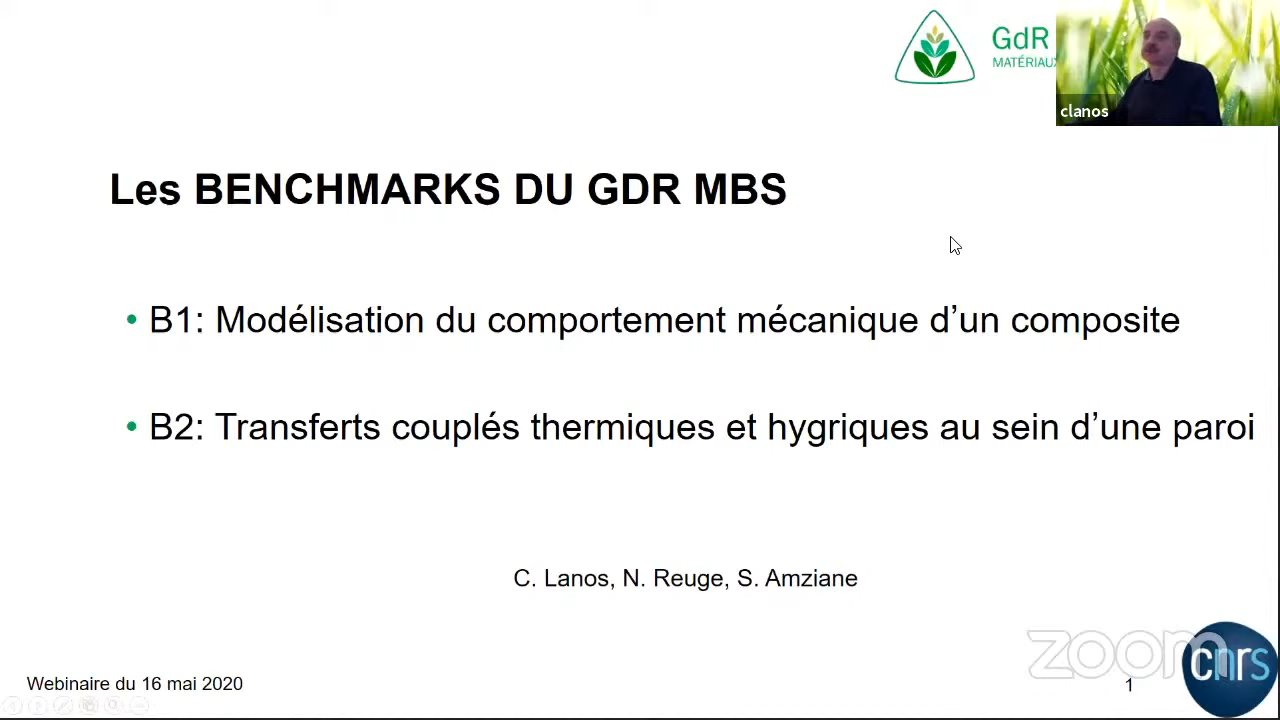 GdR
MATÉRIAUX
clanos
Les BENCHMARKS DU GDR MBS
• B1: Modélisation du comportement mécanique d’un composite
• B2: Transferts couplés thermiques et hygriques au sein d’une paroi
C. Lanos, N. Reuge, S. Amziane
zoom
cnrs
Webinaire du 16 mai 2020
1